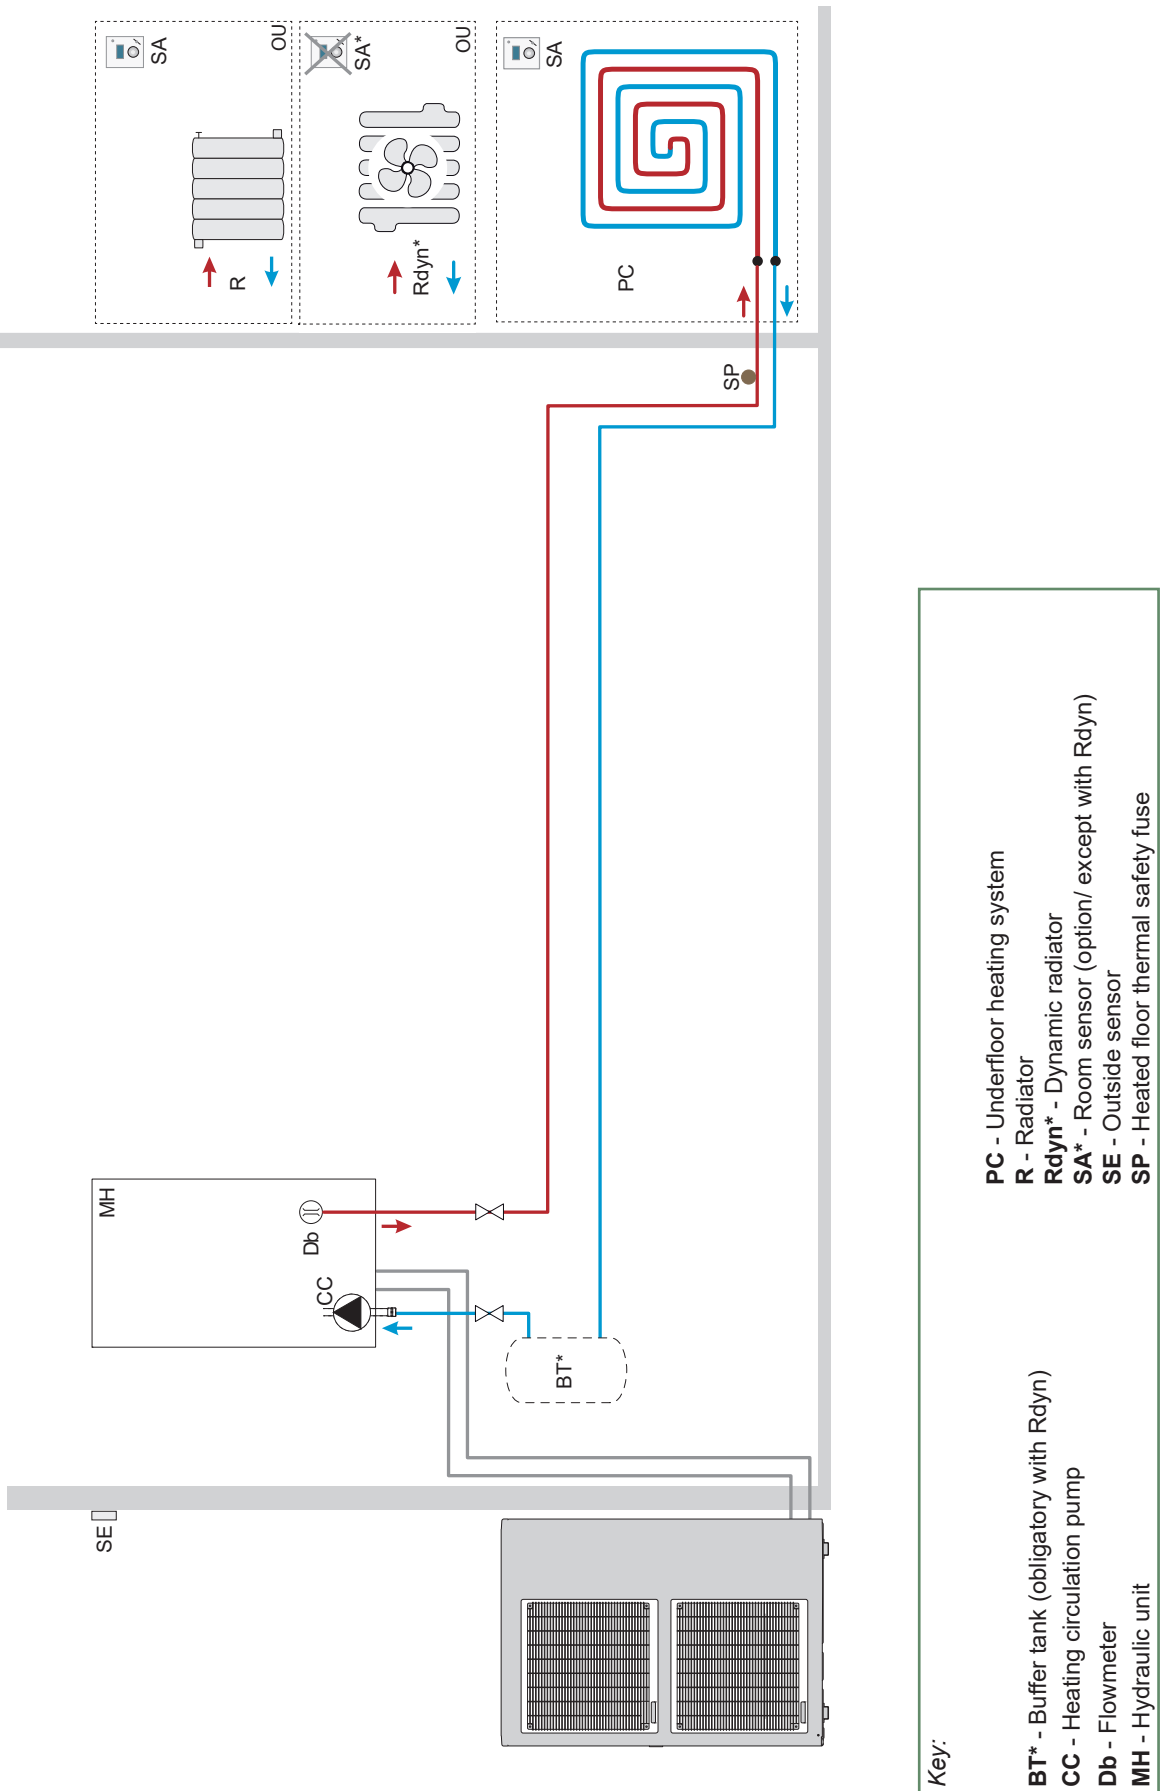 SE
MH
CC
Db
BT*
SP
SA
OU
R
SA*
OU
Rdyn*
SA
PC
Key:
BT* - Buffer tank (obligatory with Rdyn)
CC - Heating circulation pump
Db - Flowmeter
MH - Hydraulic unit
PC - Underfloor heating system
R - Radiator
Rdyn* - Dynamic radiator
SA* - Room sensor (option/ except with Rdyn)
SE - Outside sensor
SP - Heated floor thermal safety fuse